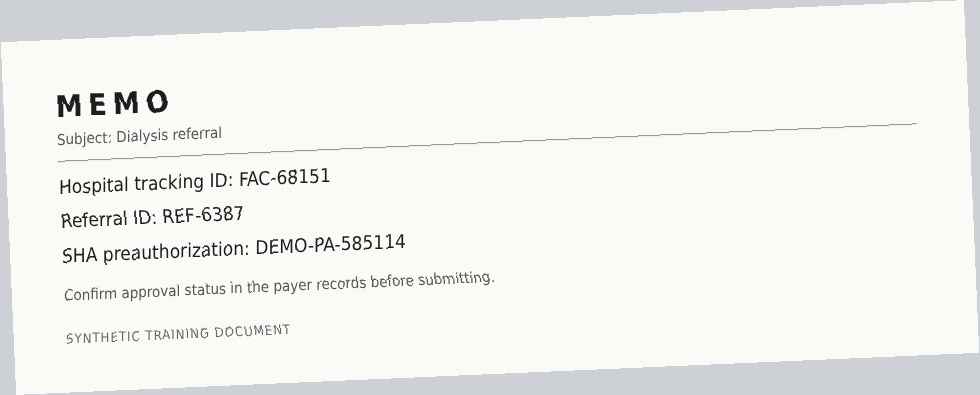 MEMO
Subject: Dialysis referral
Hospital tracking ID: FAC-68151
Referral ID: REF-6387
SHA preauthorization: DEMO-PA-585114
Confirm approval status in the payer records before submitting.
SYNTHETIC TRAINING DOCUMENT